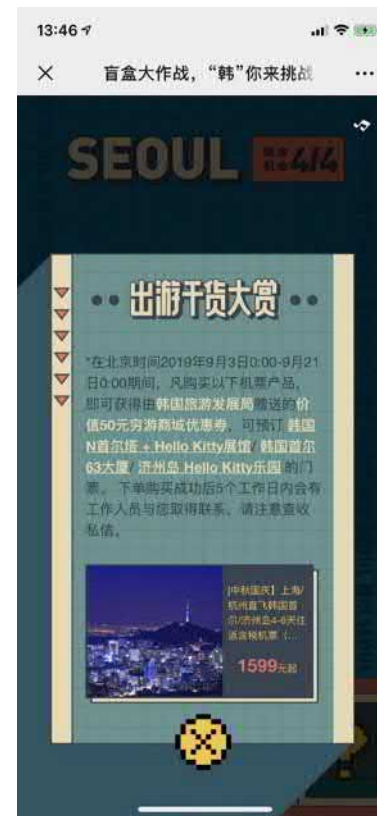 13:46
盲盒大作战，“韩”你来挑战
SEOUL 4/4
出游干货大赏
*在北京时间2019年9月3日0:00-9月21
日0:00期间，凡购买以下机票产品，
即可获得由韩国旅游发展局赠送的价
值50元穷游商城优惠券，可预订 韩国
N首尔塔 + Hello Kitty展馆/ 韩国首尔
63大厦/ 济州岛 Hello Kitty乐园 的门
票。 下单购买成功后5个工作日内会有
工作人员与您取得联系，请注意查收
私信。
[中秋国庆] 上海/
杭州直飞韩国首
尔/济州岛4-6天往
返含税机票（...
1599元起